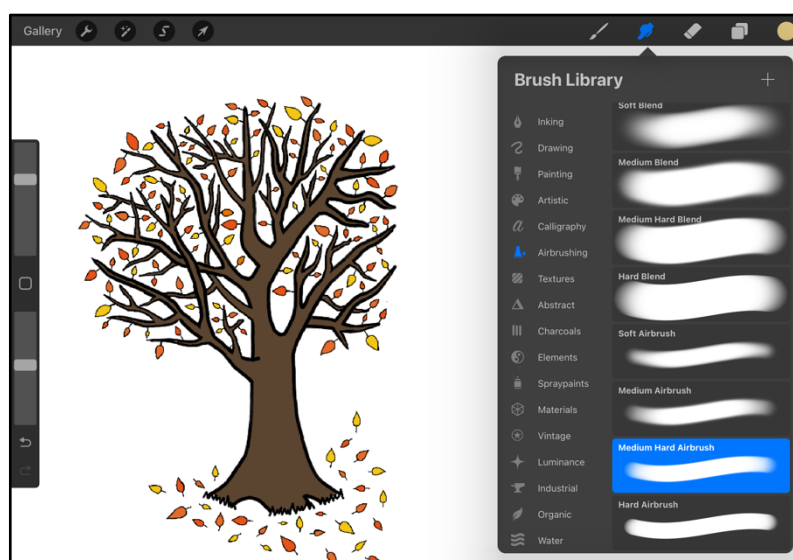 Gallery
Brush Library
Inking
Drawing
Painting
Artistic
Calligraphy
Airbrushing
Textures
Abstract
Charcoals
Elements
Spraypaints
Materials
Vintage
Luminance
Industrial
Organic
Water
Soft Blend
Medium Blend
Medium Hard Blend
Hard Blend
Soft Airbrush
Medium Airbrush
Medium Hard Airbrush
Hard Airbrush